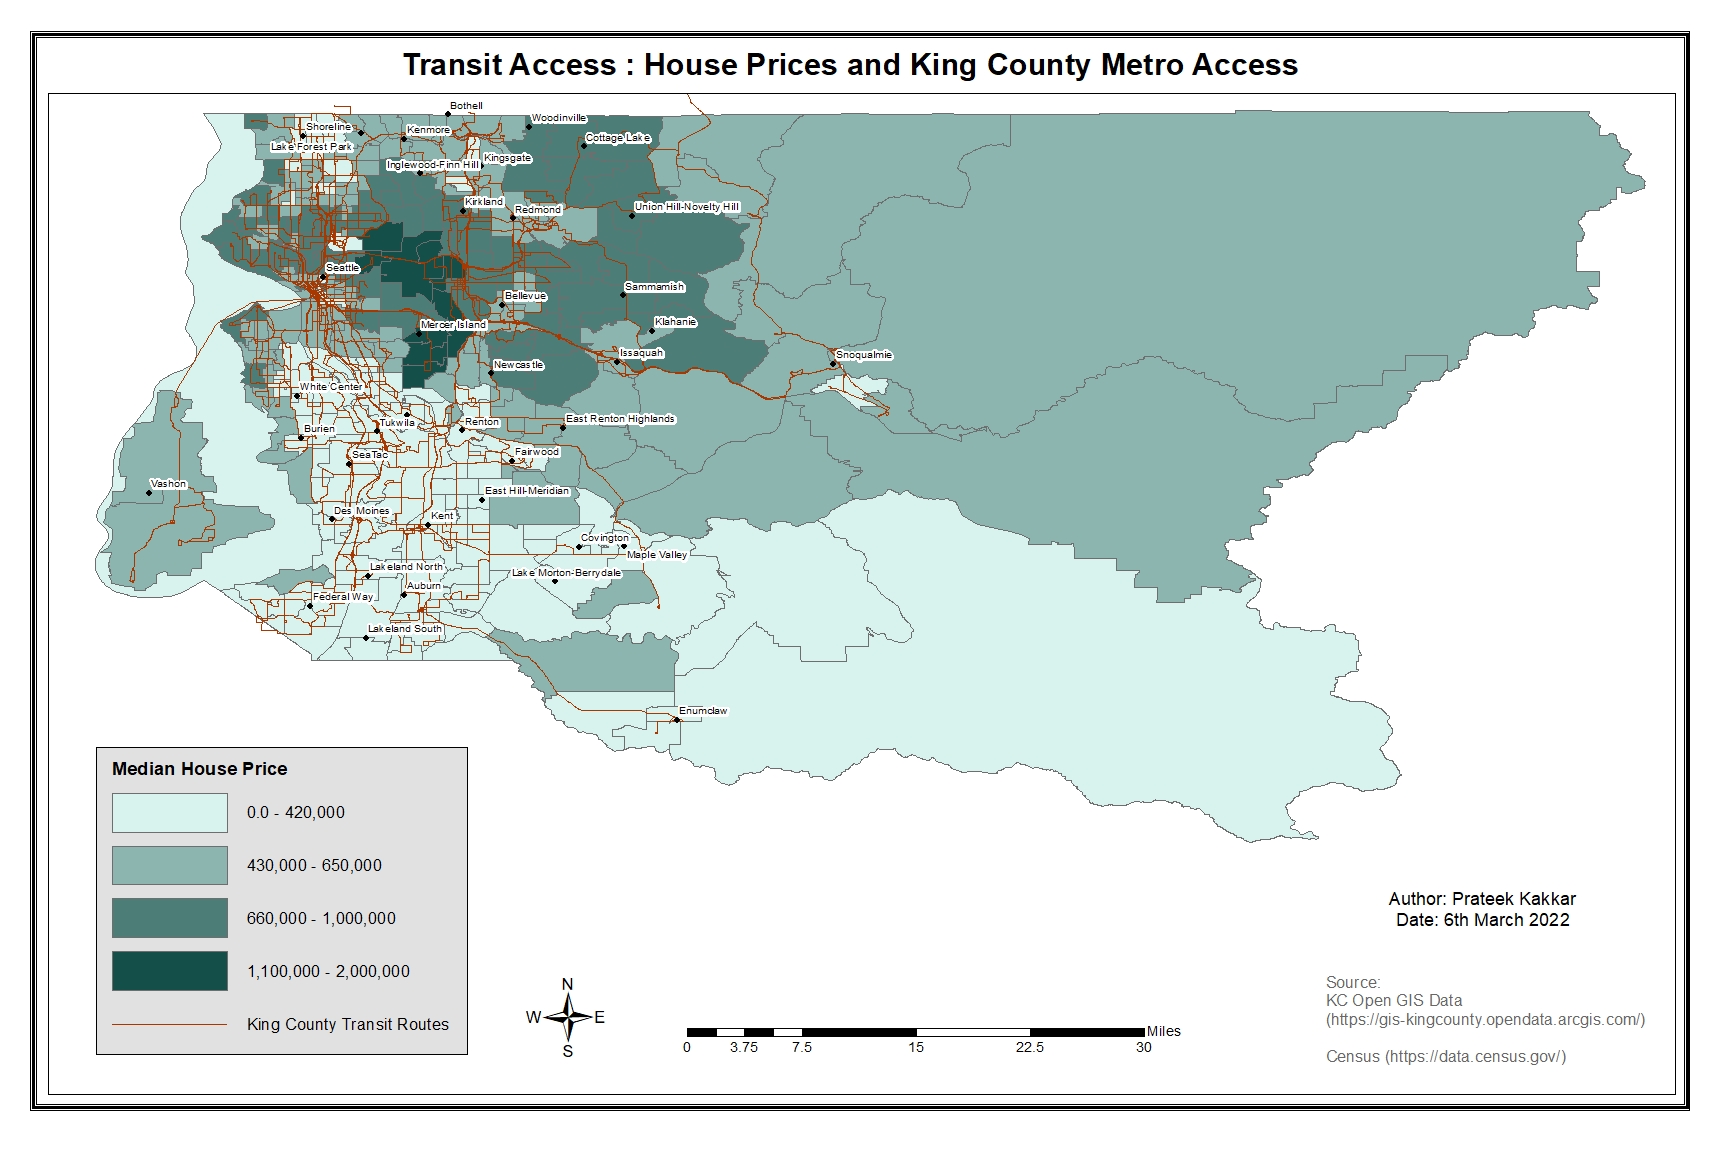 Transit Access : House Prices and King County Metro Access
Bothell
Woodinville
Shoreline
Kenmore
Cottage Lake
Lake Forest Park
Kingsgate
Inglewood-Finn Hill
Kirkland
Redmond
Union Hill-Novelty Hill
Seattle
Sammamish
Bellevue
Klahanie
Mercer Island
Issaquah
Snoqualmie
Newcastle
White Center
East Renton Highlands
Tukwila
Renton
Burien
Fairwood
SeaTac
Vashon
East Hill-Meridian
Des Moines
Kent
Covington
Maple Valley
Lakeland North
Lake Morton-Berrydale
Auburn
Federal Way
Lakeland South
Enumclaw
Median House Price
0.0 - 420,000
430,000 - 650,000
660,000 - 1,000,000
1,100,000 - 2,000,000
King County Transit Routes
N
W E
S
Miles
0 3.75 7.5 15 22.5 30
Author: Prateek Kakkar
Date: 6th March 2022
Source:
KC Open GIS Data
(https://gis-kingcounty.opendata.arcgis.com/)
Census (https://data.census.gov/)